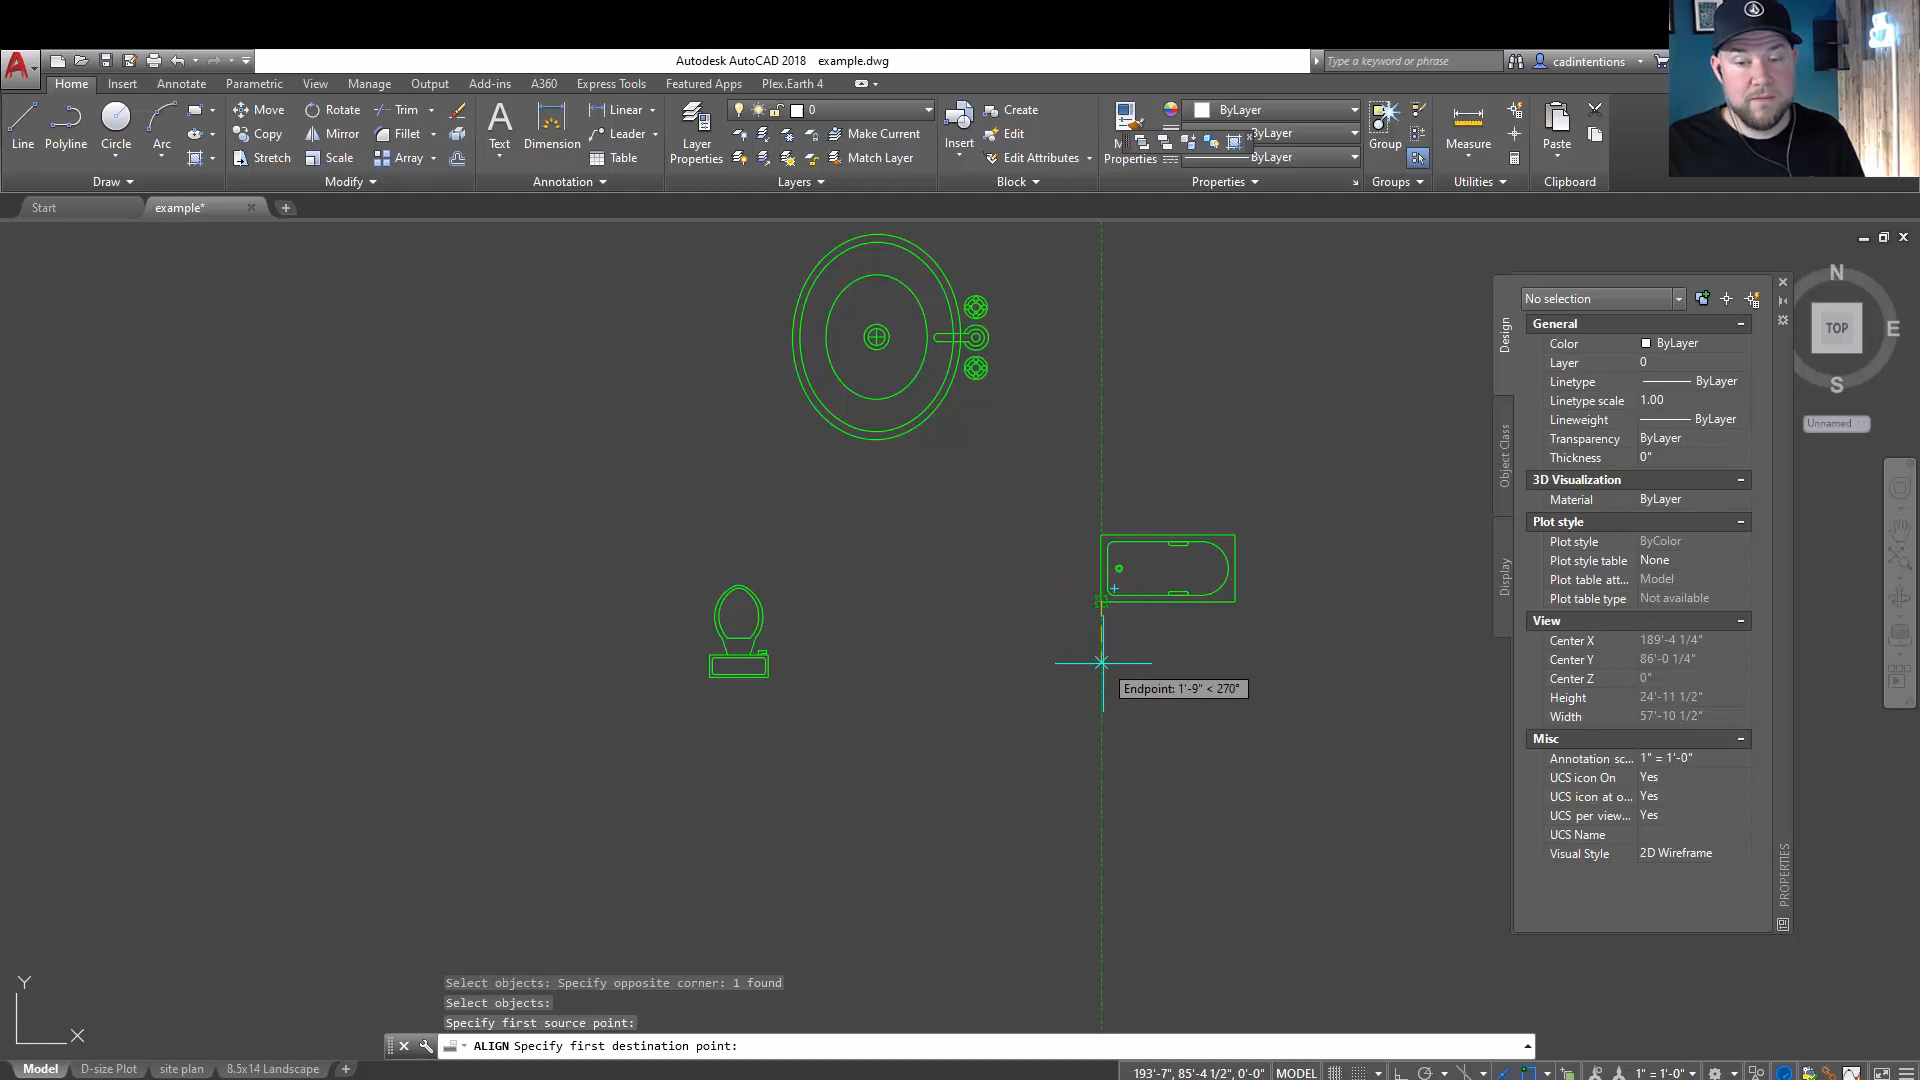 Autodesk AutoCAD 2018 example.dwg
Type a keyword or phrase
cadintentions
Home Insert Annotate Parametric View Manage Output Add-ins A360 Express Tools Featured Apps Plex.Earth 4
Line Polyline Circle Arc
Move Rotate Trim
Copy Mirror Fillet
Stretch Scale Array
Text Dimension
Linear
Leader
Table
Layer Properties
0
Make Current
Match Layer
Insert
Create
Edit
Edit Attributes
Properties
ByLayer
ByLayer
ByLayer
Group
Measure
Paste
Draw Modify Annotation Layers Block Properties Groups Utilities Clipboard
Start example*
N
TOP
E
S
Unnamed
Endpoint: 1'-9" < 270°
No selection
Design
Object Class
Display
PROPERTIES
General
Color ByLayer
Layer 0
Linetype ByLayer
Linetype scale 1.00
Lineweight ByLayer
Transparency ByLayer
Thickness 0"
3D Visualization
Material ByLayer
Plot style
Plot style ByColor
Plot style table None
Plot table att... Model
Plot table type Not available
View
Center X 189'-4 1/4"
Center Y 86'-0 1/4"
Center Z 0"
Height 24'-11 1/2"
Width 57'-10 1/2"
Misc
Annotation sc... 1" = 1'-0"
UCS icon On Yes
UCS icon at o... Yes
UCS per view... Yes
UCS Name
Visual Style 2D Wireframe
Y
X
Select objects: Specify opposite corner: 1 found
Select objects:
Specify first source point:
ALIGN Specify first destination point:
Model D-size Plot site plan 8.5x14 Landscape
193'-7", 85'-4 1/2", 0'-0" MODEL 1" = 1'-0"